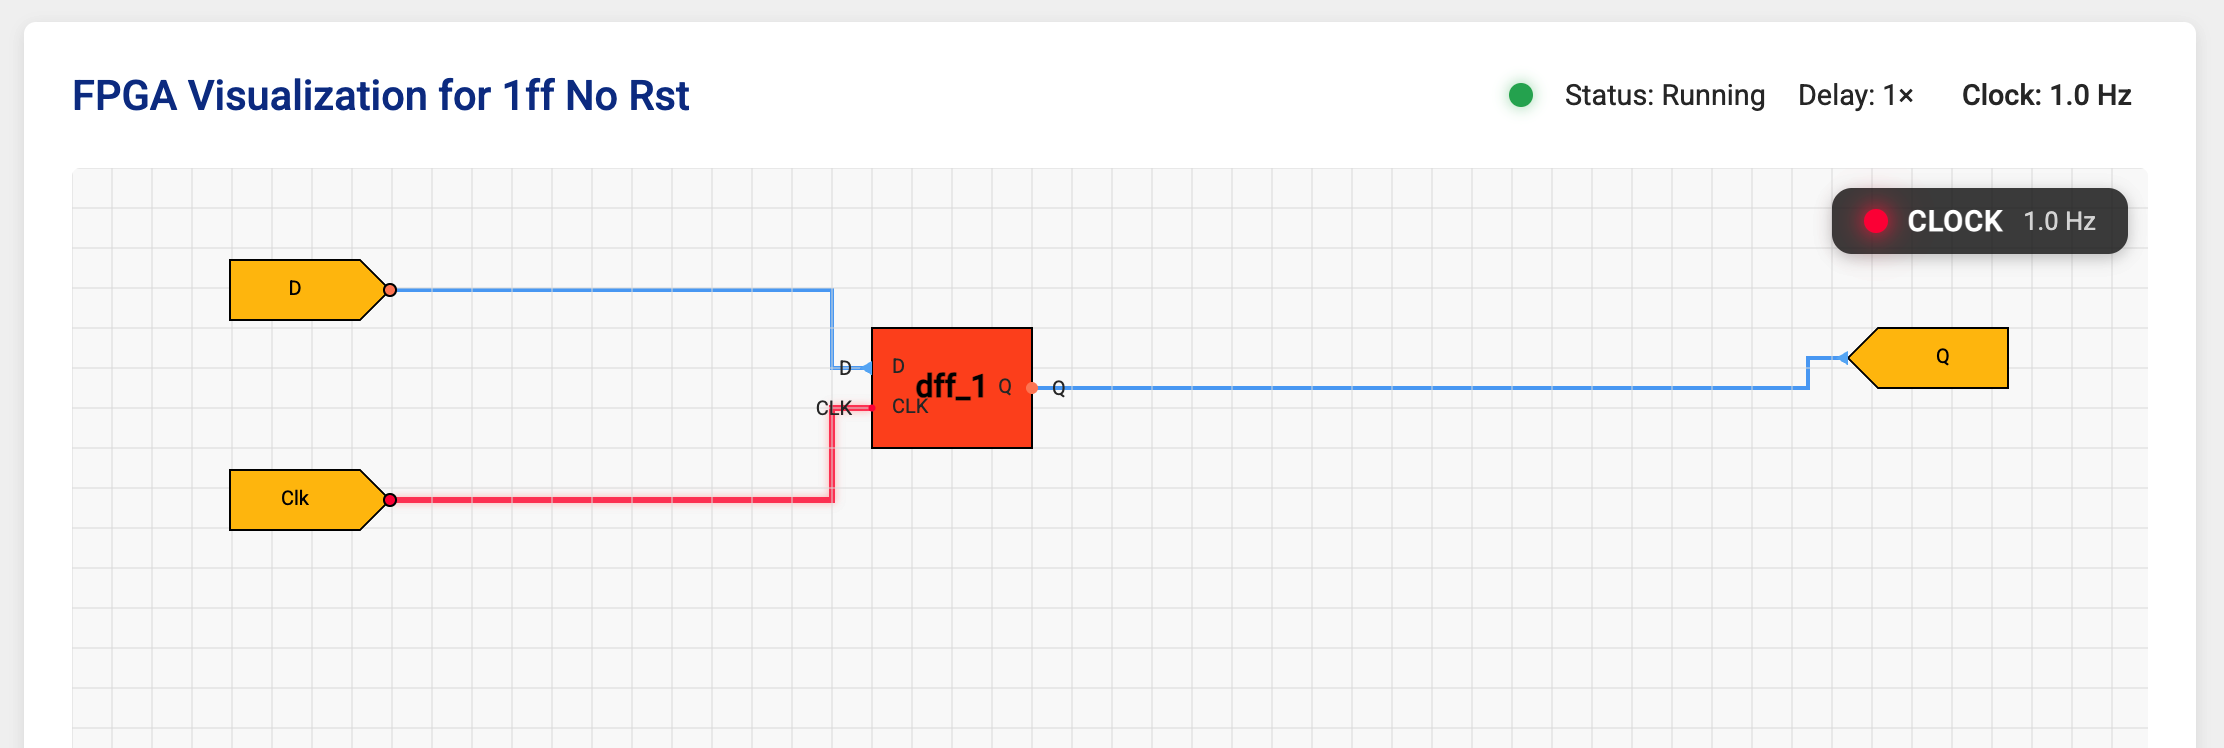 FPGA Visualization for 1ff No Rst
Status: Running Delay: 1× Clock: 1.0 Hz
CLOCK 1.0 Hz
D
D D
dff_1 Q Q
CLK CLK
Q
Clk